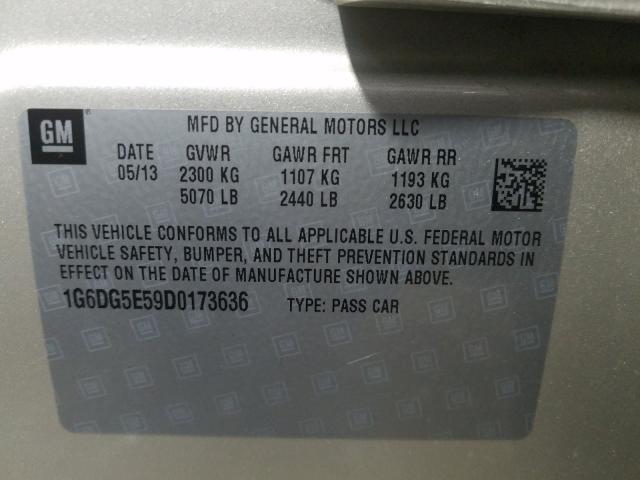 GM ®
MFD BY GENERAL MOTORS LLC
DATE GVWR GAWR FRT GAWR RR
05/13 2300 KG 1107 KG 1193 KG
5070 LB 2440 LB 2630 LB
THIS VEHICLE CONFORMS TO ALL APPLICABLE U.S. FEDERAL MOTOR
VEHICLE SAFETY, BUMPER, AND THEFT PREVENTION STANDARDS IN
EFFECT ON THE DATE OF MANUFACTURE SHOWN ABOVE.
1G6DG5E59D0173636 TYPE: PASS CAR